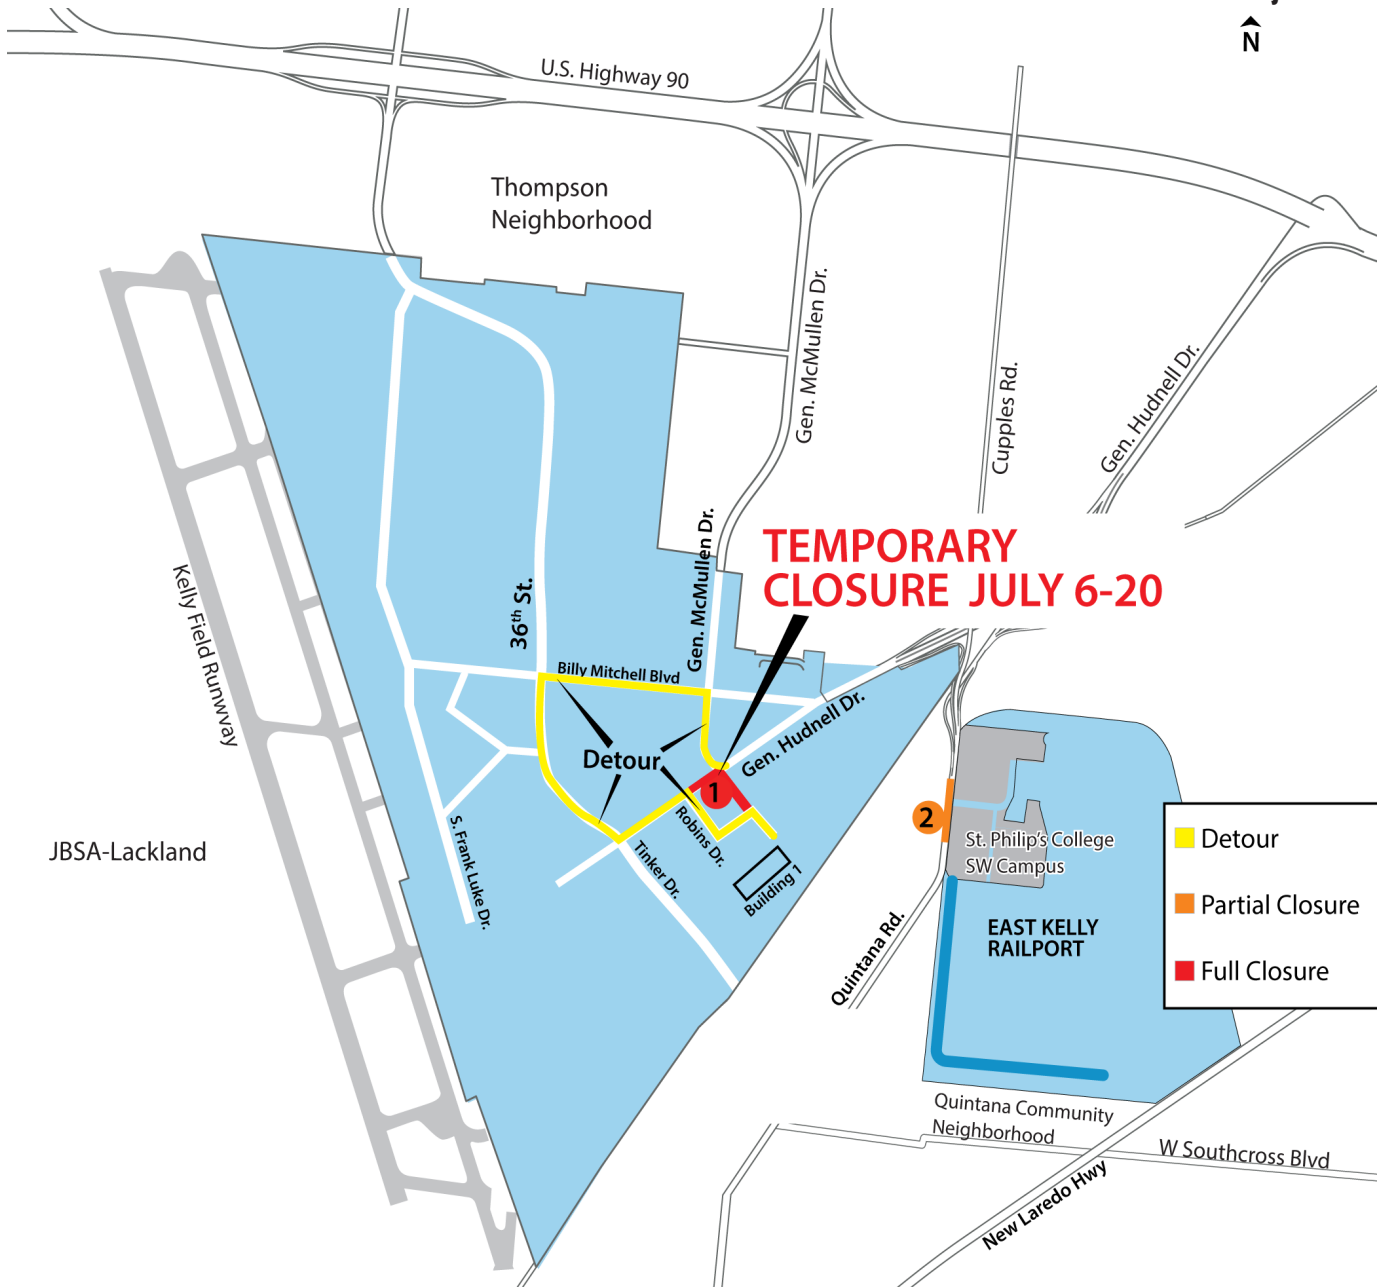 N
U.S. Highway 90
Thompson
Neighborhood
Gen. McMullen Dr.
Cupples Rd.
Gen. Hudnell Dr.
Gen. McMullen Dr.
TEMPORARY
CLOSURE JULY 6-20
Kelly Field Runwvay
36th St.
Billy Mitchell Blvd
Gen. Hudnell Dr.
Detour
1
2
Robins Dr.
S. Frank Luke Dr.
Tinker Dr.
Building 1
JBSA-Lackland
St. Philip's College
SW Campus
Detour
Partial Closure
Full Closure
EAST KELLY
RAILPORT
Quintana Rd.
Quintana Community
Neighborhood
W Southcross Blvd
New Laredo Hwy